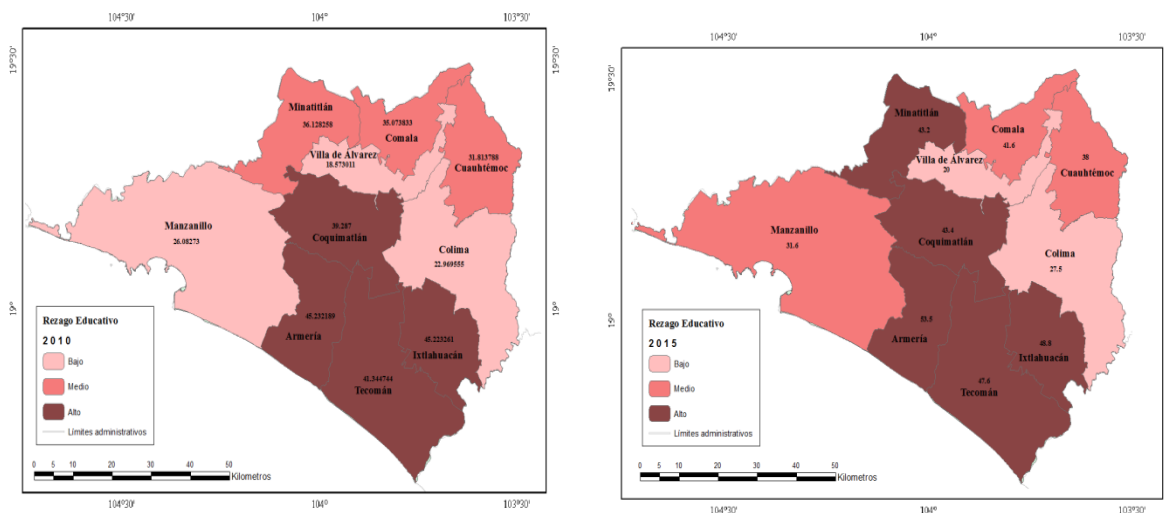 104°30'
104°
103°30'
19°30'
19°30'
Minatitlán
36.128258
35.073833
Comala
31.813788
Cuauhtémoc
Villa de Álvarez
18.573011
Manzanillo
26.08273
39.287
Coquimatlán
Colima
22.969555
19°
19°
45.232189
Armería
45.223261
Ixtlahuacán
41.344744
Tecomán
Rezago Educativo
2010
Bajo
Medio
Alto
Límites administrativos
0 5 10 20 30 40 50
Kilometros
104°30'
104°
103°30'
104°30'
104°
103°30'
19°30'
19°30'
Minatitlán
43.2
Comala
41.6
38
Cuauhtémoc
Villa de Álvarez
20
Manzanillo
31.6
43.4
Coquimatlán
Colima
27.5
19°
19°
Armería
48.8
Ixtlahuacán
47.6
Tecomán
Rezago Educativo
2015
Bajo
Medio
Alto
Límites administrativos
0 5 10 20 30 40 50
Kilometros
104°30'
104°
103°30'